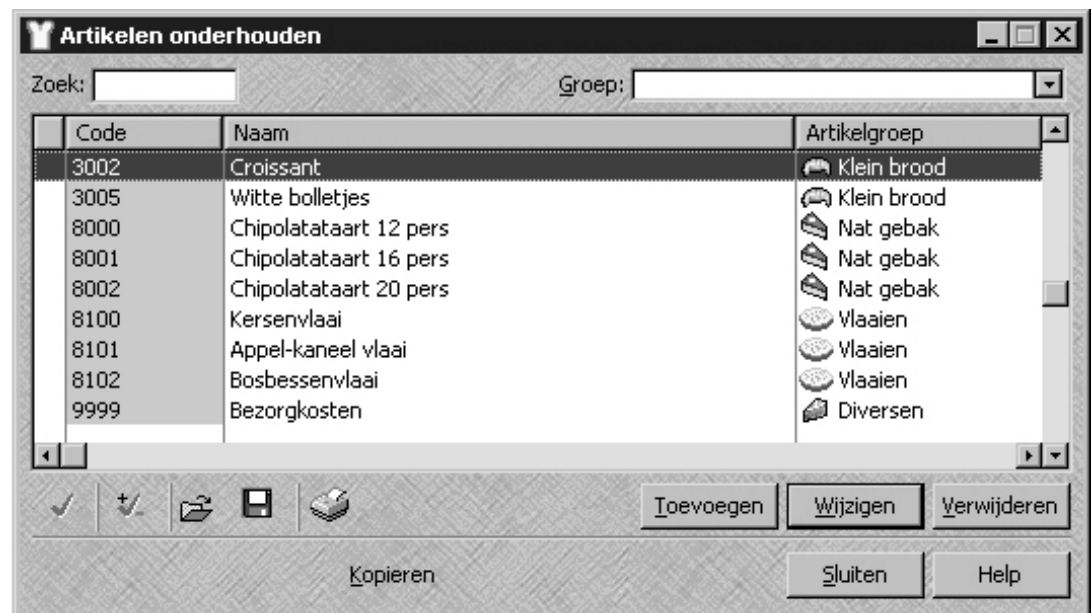 Artikelen onderhouden
Zoek: Groep:
Code Naam Artikelgroep
3002 Croissant Klein brood
3005 Witte bolletjes Klein brood
8000 Chipolatataart 12 pers Nat gebak
8001 Chipolatataart 16 pers Nat gebak
8002 Chipolatataart 20 pers Nat gebak
8100 Kersenvlaai Vlaaien
8101 Appel-kaneel vlaai Vlaaien
8102 Bosbessenvlaai Vlaaien
9999 Bezorgkosten Diversen
Toevoegen Wijzigen Verwijderen
Kopieren Sluiten Help